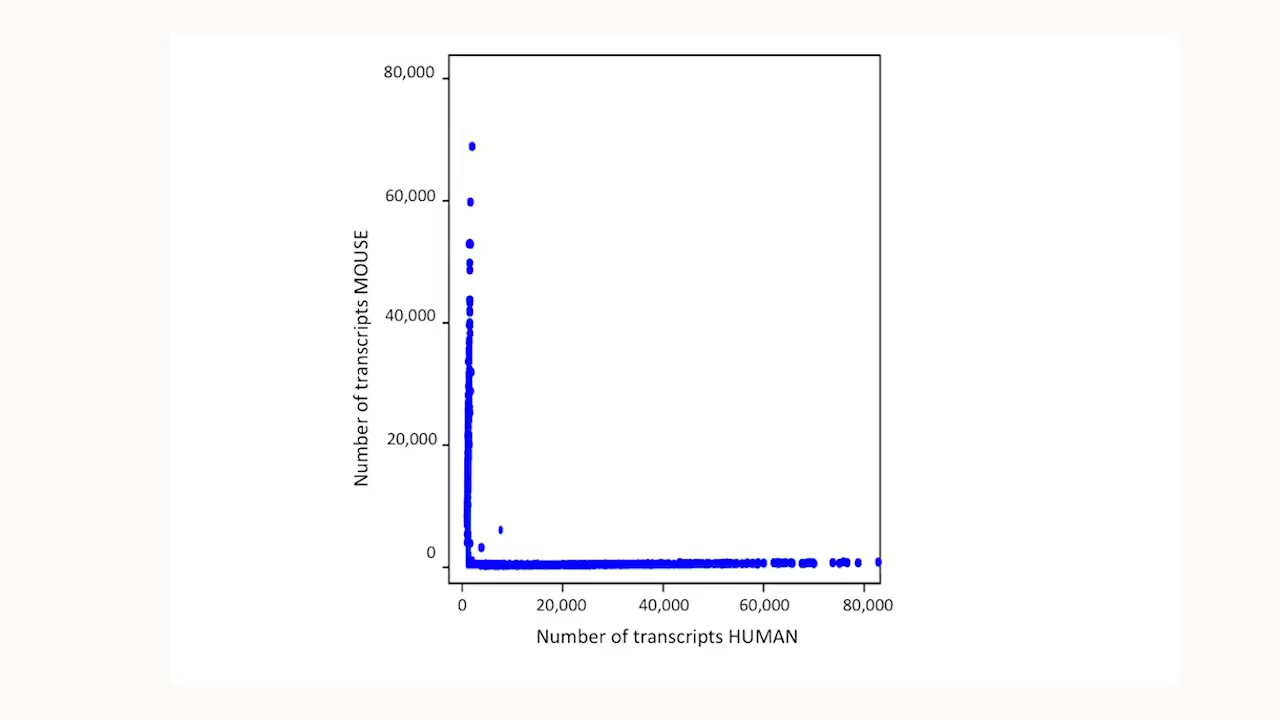 80,000
60,000
40,000
20,000
0
Number of transcripts MOUSE
0 20,000 40,000 60,000 80,000
Number of transcripts HUMAN